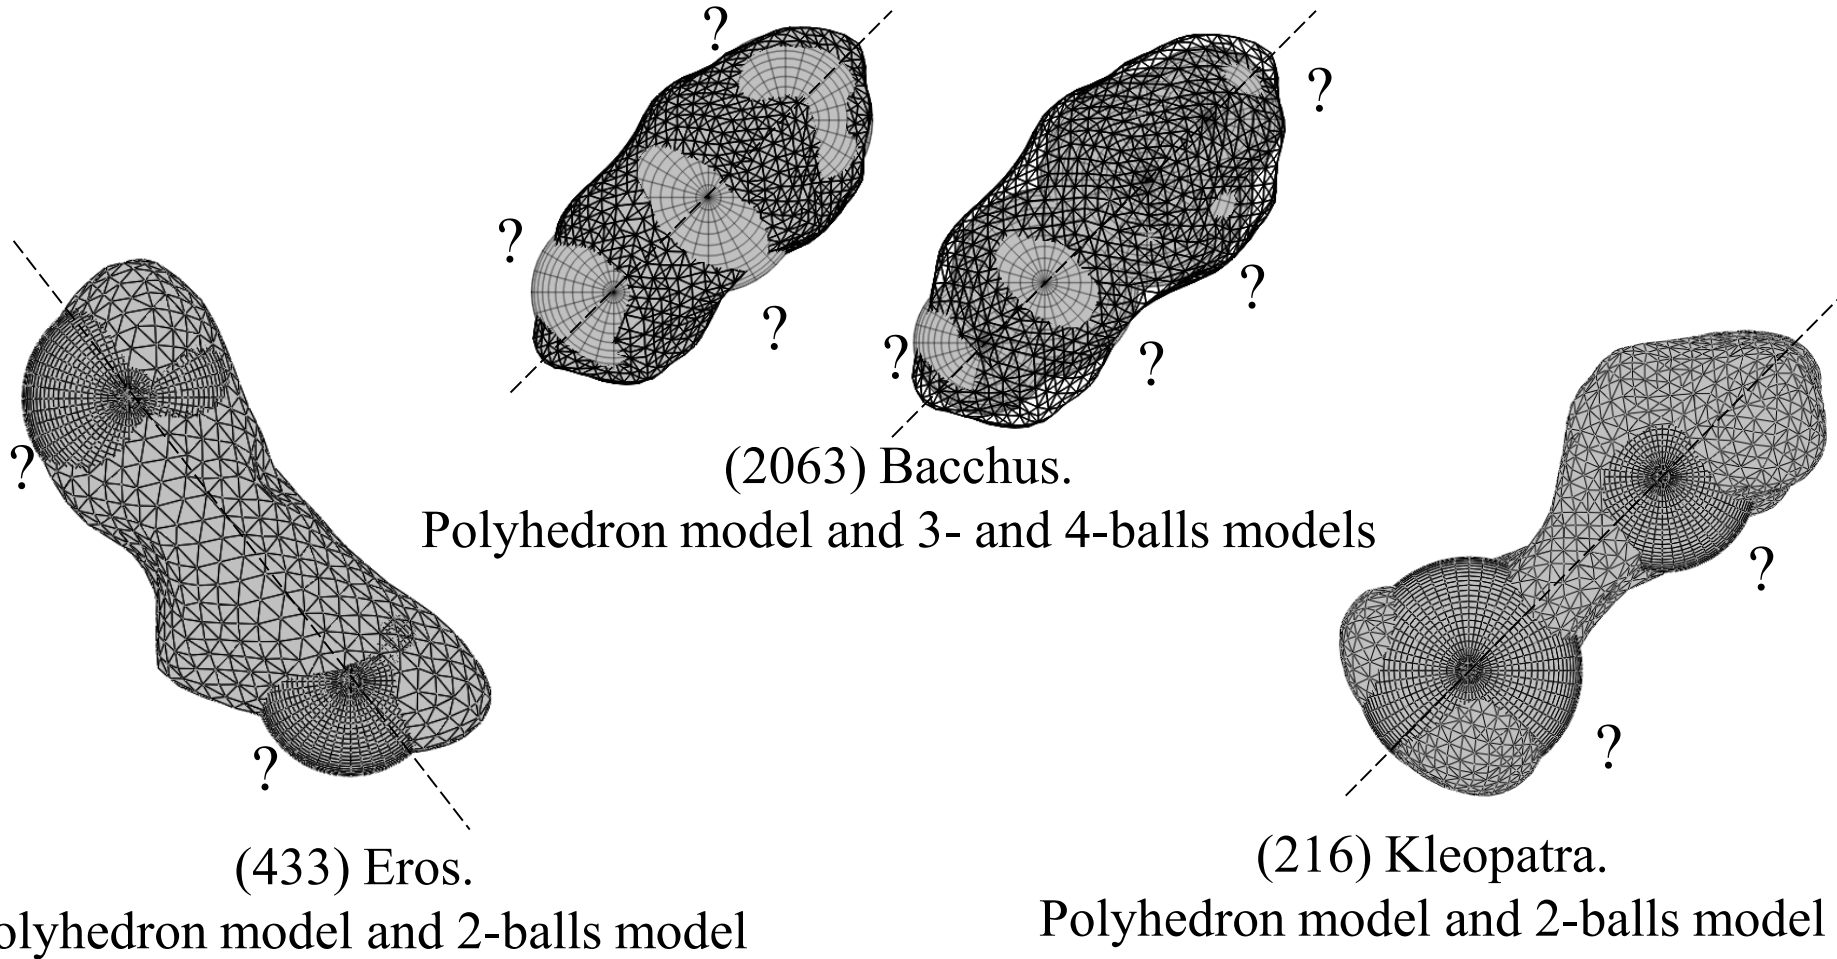 ?
?
?
?
?
?
?
?
(2063) Bacchus.
Polyhedron model and 3- and 4-balls models
?
?
?
?
(433) Eros.
olyhedron model and 2-balls model
(216) Kleopatra.
Polyhedron model and 2-balls model